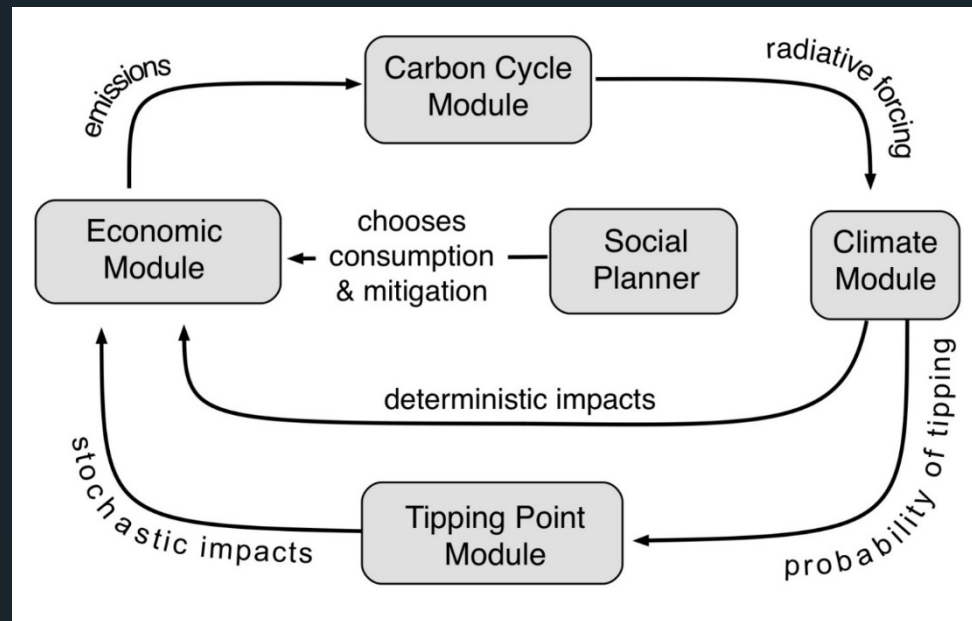 emissions
Carbon Cycle
Module
radiative forcing
Economic
Module
chooses
consumption
& mitigation
Social
Planner
Climate
Module
deterministic impacts
stochastic impacts
Tipping Point
Module
probability of tipping